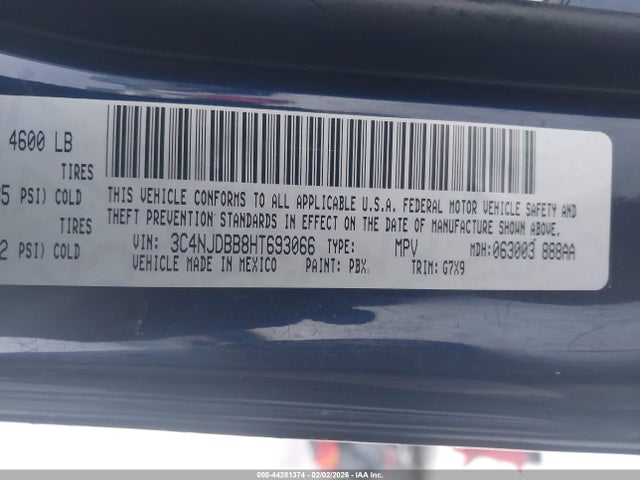 4600 LB
TIRES
5 PSI) COLD
TIRES
2 PSI) COLD
THIS VEHICLE CONFORMS TO ALL APPLICABLE U.S.A. FEDERAL MOTOR VEHICLE SAFETY AND
THEFT PREVENTION STANDARDS IN EFFECT ON THE DATE OF MANUFACTURE SHOWN ABOVE.
VIN: 3C4NJDBB8HT693066 TYPE: MPV MDH:063003 888AA
VEHICLE MADE IN MEXICO PAINT: PBX TRIM: G7X9
000-44281374 - 02/02/2026 - IAAI.COM